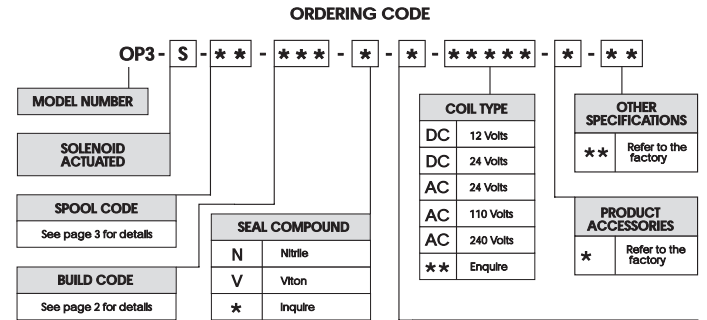 ORDERING CODE
OP3 - S - ** - *** - * - * - ***** - * - **
MODEL NUMBER
SOLENOID
ACTUATED
SPOOL CODE
See page 3 for details
BUILD CODE
See page 2 for details
SEAL COMPOUND
N Nitrile
V Viton
* Inquire
COIL TYPE
DC 12 Volts
DC 24 Volts
AC 24 Volts
AC 110 Volts
AC 240 Volts
** Enquire
OTHER
SPECIFICATIONS
** Refer to the
factory
PRODUCT
ACCESSORIES
* Refer to the
factory